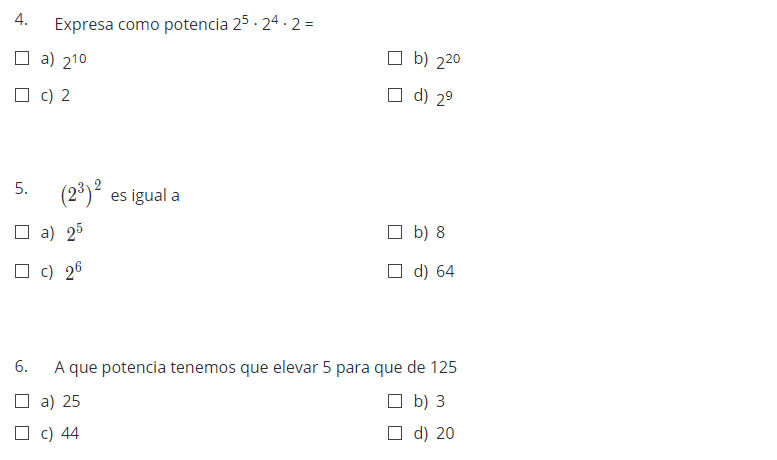 4. Expresa como potencia 2⁵ · 2⁴ · 2 =
a) 2¹⁰ b) 2²⁰
c) 2 d) 2⁹
5. (2³)² es igual a
a) 2⁵ b) 8
c) 2⁶ d) 64
6. A que potencia tenemos que elevar 5 para que de 125
a) 25 b) 3
c) 44 d) 20